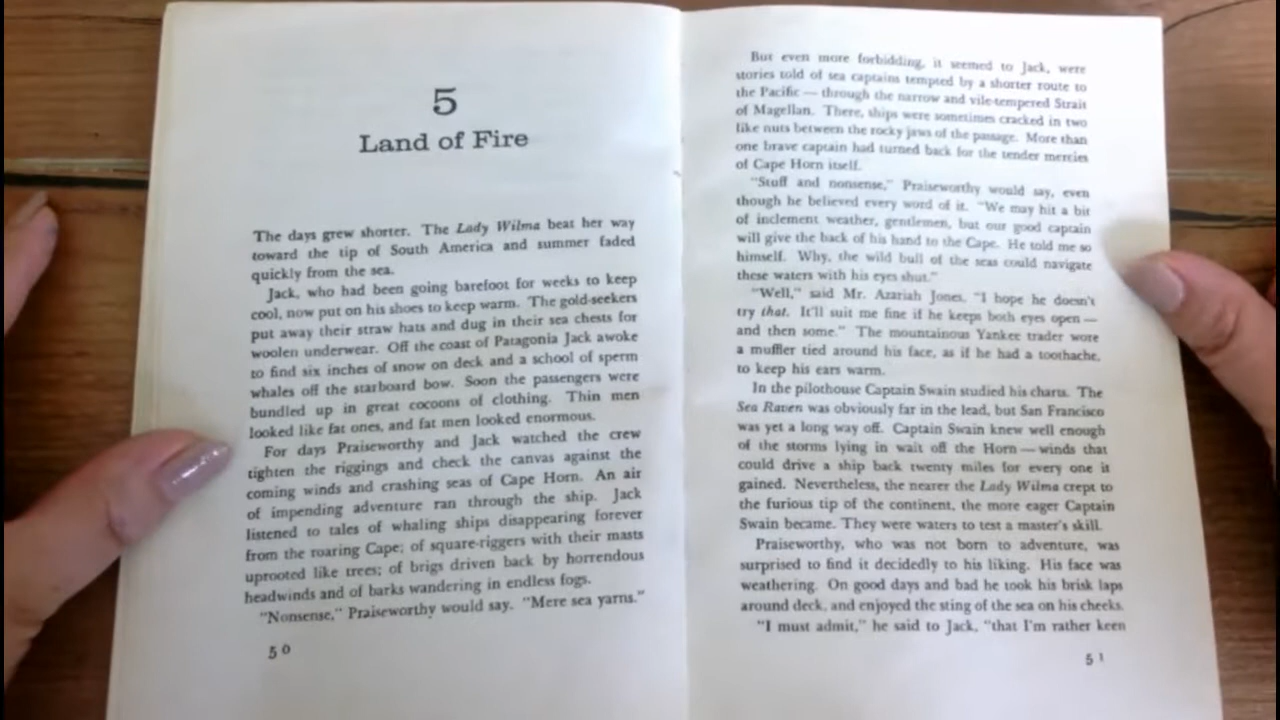 5
Land of Fire
The days grew shorter. The Lady Wilma beat her way
toward the tip of South America and summer faded
quickly from the sea.
Jack, who had been going barefoot for weeks to keep
cool, now put on his shoes to keep warm. The gold-seekers
put away their straw hats and dug in their sea chests for
woolen underwear. Off the coast of Patagonia Jack awoke
to find six inches of snow on deck and a school of sperm
whales off the starboard bow. Soon the passengers were
bundled up in great cocoons of clothing. Thin men
looked like fat ones, and fat men looked enormous.
For days Praiseworthy and Jack watched the crew
tighten the riggings and check the canvas against the
coming winds and crashing seas of Cape Horn. An air
of impending adventure ran through the ship. Jack
listened to tales of whaling ships disappearing forever
from the roaring Cape; of square-riggers with their masts
uprooted like trees; of brigs driven back by horrendous
headwinds and of barks wandering in endless fogs.
"Nonsense," Praiseworthy would say. "Mere sea yarns."
50
But even more forbidding, it seemed to Jack, were
stories told of sea captains tempted by a shorter route to
the Pacific — through the narrow and vile-tempered Strait
of Magellan. There, ships were sometimes cracked in two
like nuts between the rocky jaws of the passage. More than
one brave captain had turned back for the tender mercies
of Cape Horn itself.
"Stuff and nonsense," Praiseworthy would say, even
though he believed every word of it. "We may hit a bit
of inclement weather, gentlemen, but our good captain
will give the back of his hand to the Cape. He told me so
himself. Why, the wild bull of the seas could navigate
these waters with his eyes shut."
"Well," said Mr. Azariah Jones, "I hope he doesn't
try that. It'll suit me fine if he keeps both eyes open —
and then some." The mountainous Yankee trader wore
a muffler tied around his face, as if he had a toothache,
to keep his ears warm.
In the pilothouse Captain Swain studied his charts. The
Sea Raven was obviously far in the lead, but San Francisco
was yet a long way off. Captain Swain knew well enough
of the storms lying in wait off the Horn — winds that
could drive a ship back twenty miles for every one it
gained. Nevertheless, the nearer the Lady Wilma crept to
the furious tip of the continent, the more eager Captain
Swain became. They were waters to test a master's skill.
Praiseworthy, who was not born to adventure, was
surprised to find it decidedly to his liking. His face was
weathering. On good days and bad he took his brisk laps
around deck, and enjoyed the sting of the sea on his cheeks.
"I must admit," he said to Jack, "that I'm rather keen
51